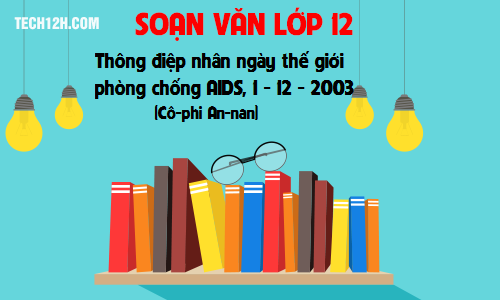 TECH12H.COM
SOẠN VĂN LỚP 12
Thông điệp nhân ngày thế giới
phòng chống AIDS, 1 - 12 - 2003
(Cô-phi An-nan)